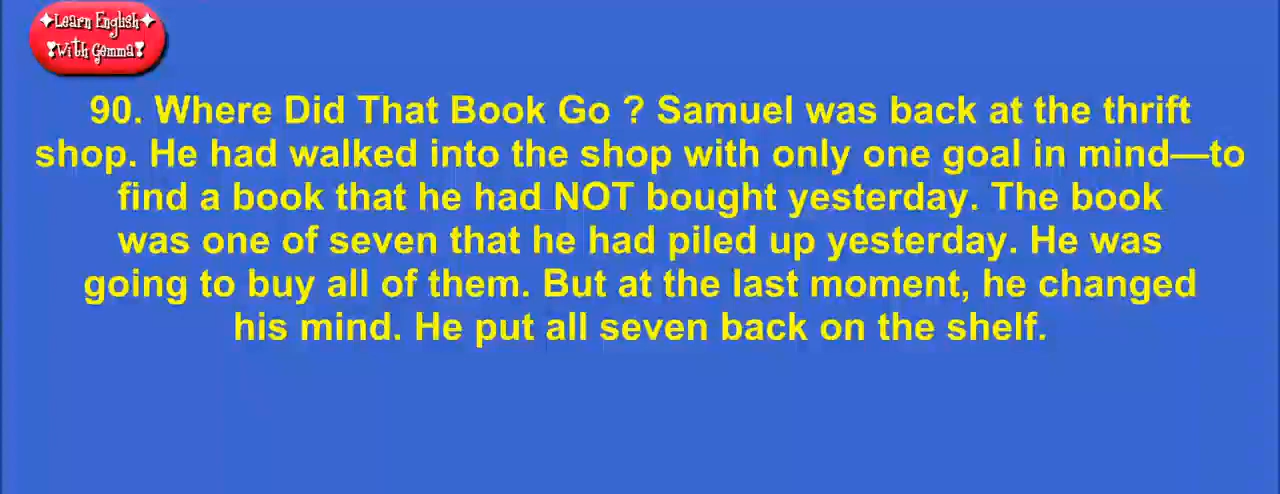 Learn English
With Gemma
90. Where Did That Book Go ? Samuel was back at the thrift
shop. He had walked into the shop with only one goal in mind—to
find a book that he had NOT bought yesterday. The book
was one of seven that he had piled up yesterday. He was
going to buy all of them. But at the last moment, he changed
his mind. He put all seven back on the shelf.